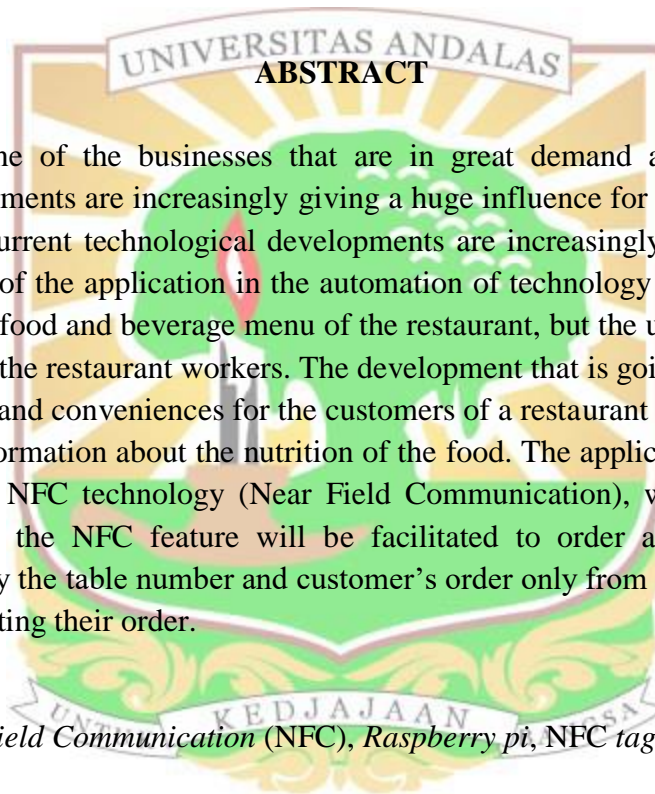 UNIVERSITAS ANDALAS
ABSTRACT
ne of the businesses that are in great demand a
ments are increasingly giving a huge influence for
urrent technological developments are increasingly
of the application in the automation of technology
food and beverage menu of the restaurant, but the u
the restaurant workers. The development that is goi
and conveniences for the customers of a restaurant
ormation about the nutrition of the food. The applic
NFC technology (Near Field Communication), w
the NFC feature will be facilitated to order a
y the table number and customer's order only from
ting their order.
KEDJAJAAN
ield Communication (NFC), Raspberry pi, NFC tag